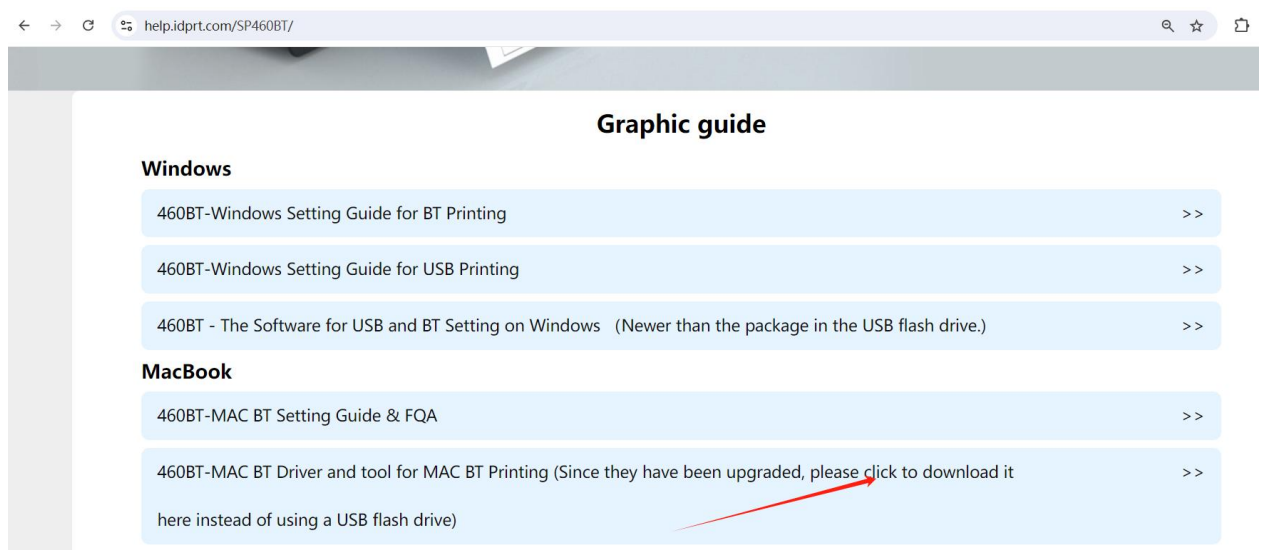 help.idprt.com/SP460BT/
Graphic guide
Windows
460BT-Windows Setting Guide for BT Printing >>
460BT-Windows Setting Guide for USB Printing >>
460BT - The Software for USB and BT Setting on Windows （Newer than the package in the USB flash drive.) >>
MacBook
460BT-MAC BT Setting Guide & FQA >>
460BT-MAC BT Driver and tool for MAC BT Printing (Since they have been upgraded, please click to download it >>
here instead of using a USB flash drive)